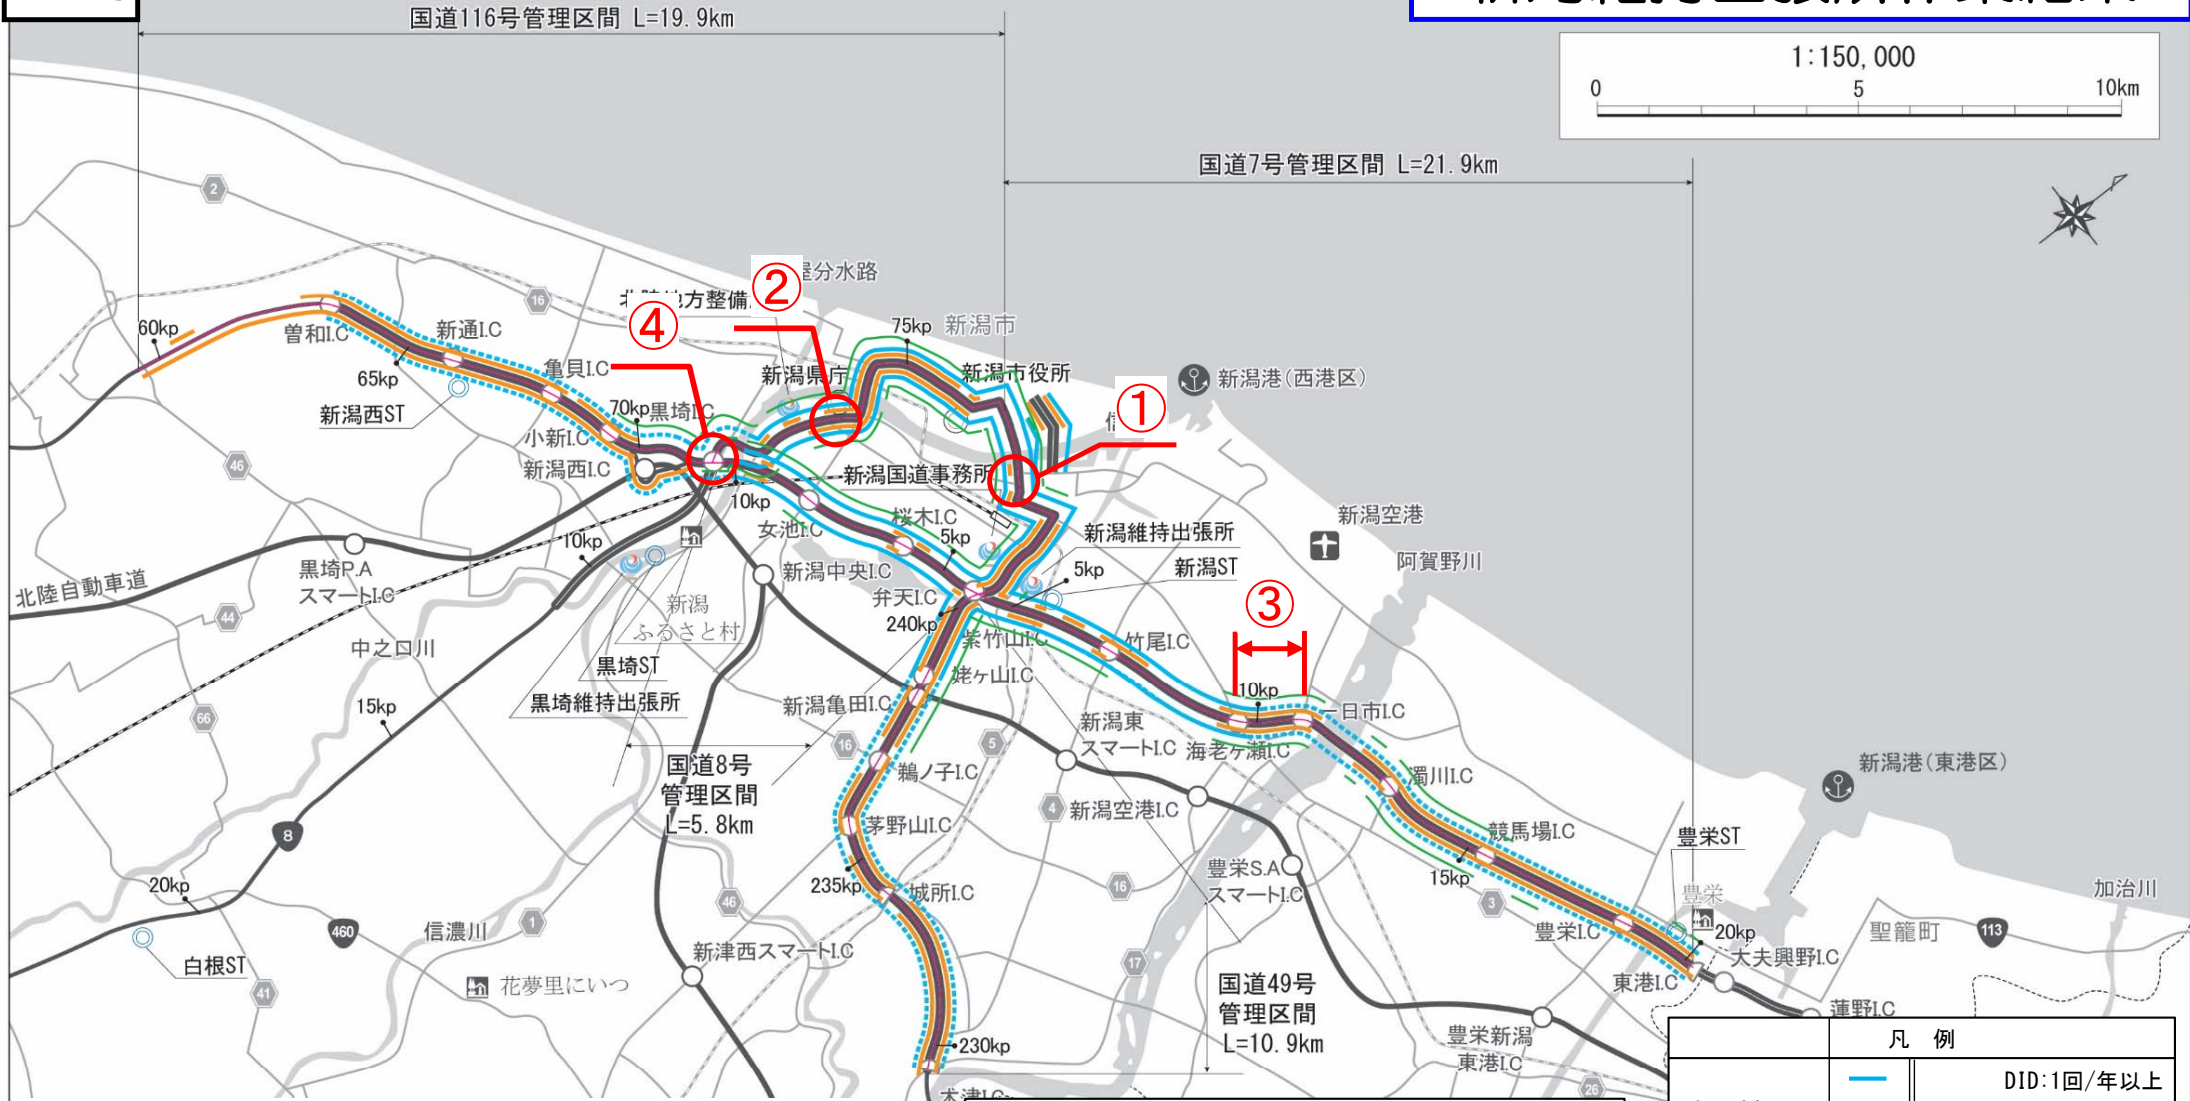 国道116号管理区間 L=19.9km
1:150,000
0 5 10km
国道7号管理区間 L=21.9km
2
屋分水路
②
北陸地方整備
16
④
75kp
新潟市
60kp
曽和I.C
新通I.C
亀貝I.C
新潟県庁
新潟市役所
新潟港(西港区)
65kp
①
新潟西ST
70kp
黒埼I.C
小新I.C
新潟西I.C
46
新潟国道事務所
10kp
女池I.C
桜木I.C
5kp
新潟維持出張所
新潟空港
10kp
新潟ST
5kp
阿賀野川
北陸自動車道
黒埼P.A
スマートI.C
新潟中央I.C
弁天I.C
③
44
新潟
ふるさと村
240kp
紫竹山I.C
竹尾I.C
中之口川
黒埼ST
姥ヶ山I.C
10kp
黒埼維持出張所
新潟亀田I.C
一日市I.C
66
15kp
16
5
新潟東
スマートI.C
海老ヶ瀬I.C
国道8号
管理区間
L=5.8km
鵜ノ子I.C
濁川I.C
新潟港(東港区)
4
新潟空港I.C
茅野山I.C
競馬場I.C
豊栄ST
8
235kp
城所I.C
豊栄S.A
スマートI.C
15kp
16
20kp
46
3
豊栄
加治川
460
信濃川
1
豊栄I.C
20kp
聖籠町
113
新津西スマートI.C
大夫興野I.C
白根ST
17
41
花夢里にいつ
国道49号
管理区間
L=10.9km
東港I.C
蓮野I.C
230kp
豊栄新潟
東港I.C
凡 例
26
DID:1回/年以上